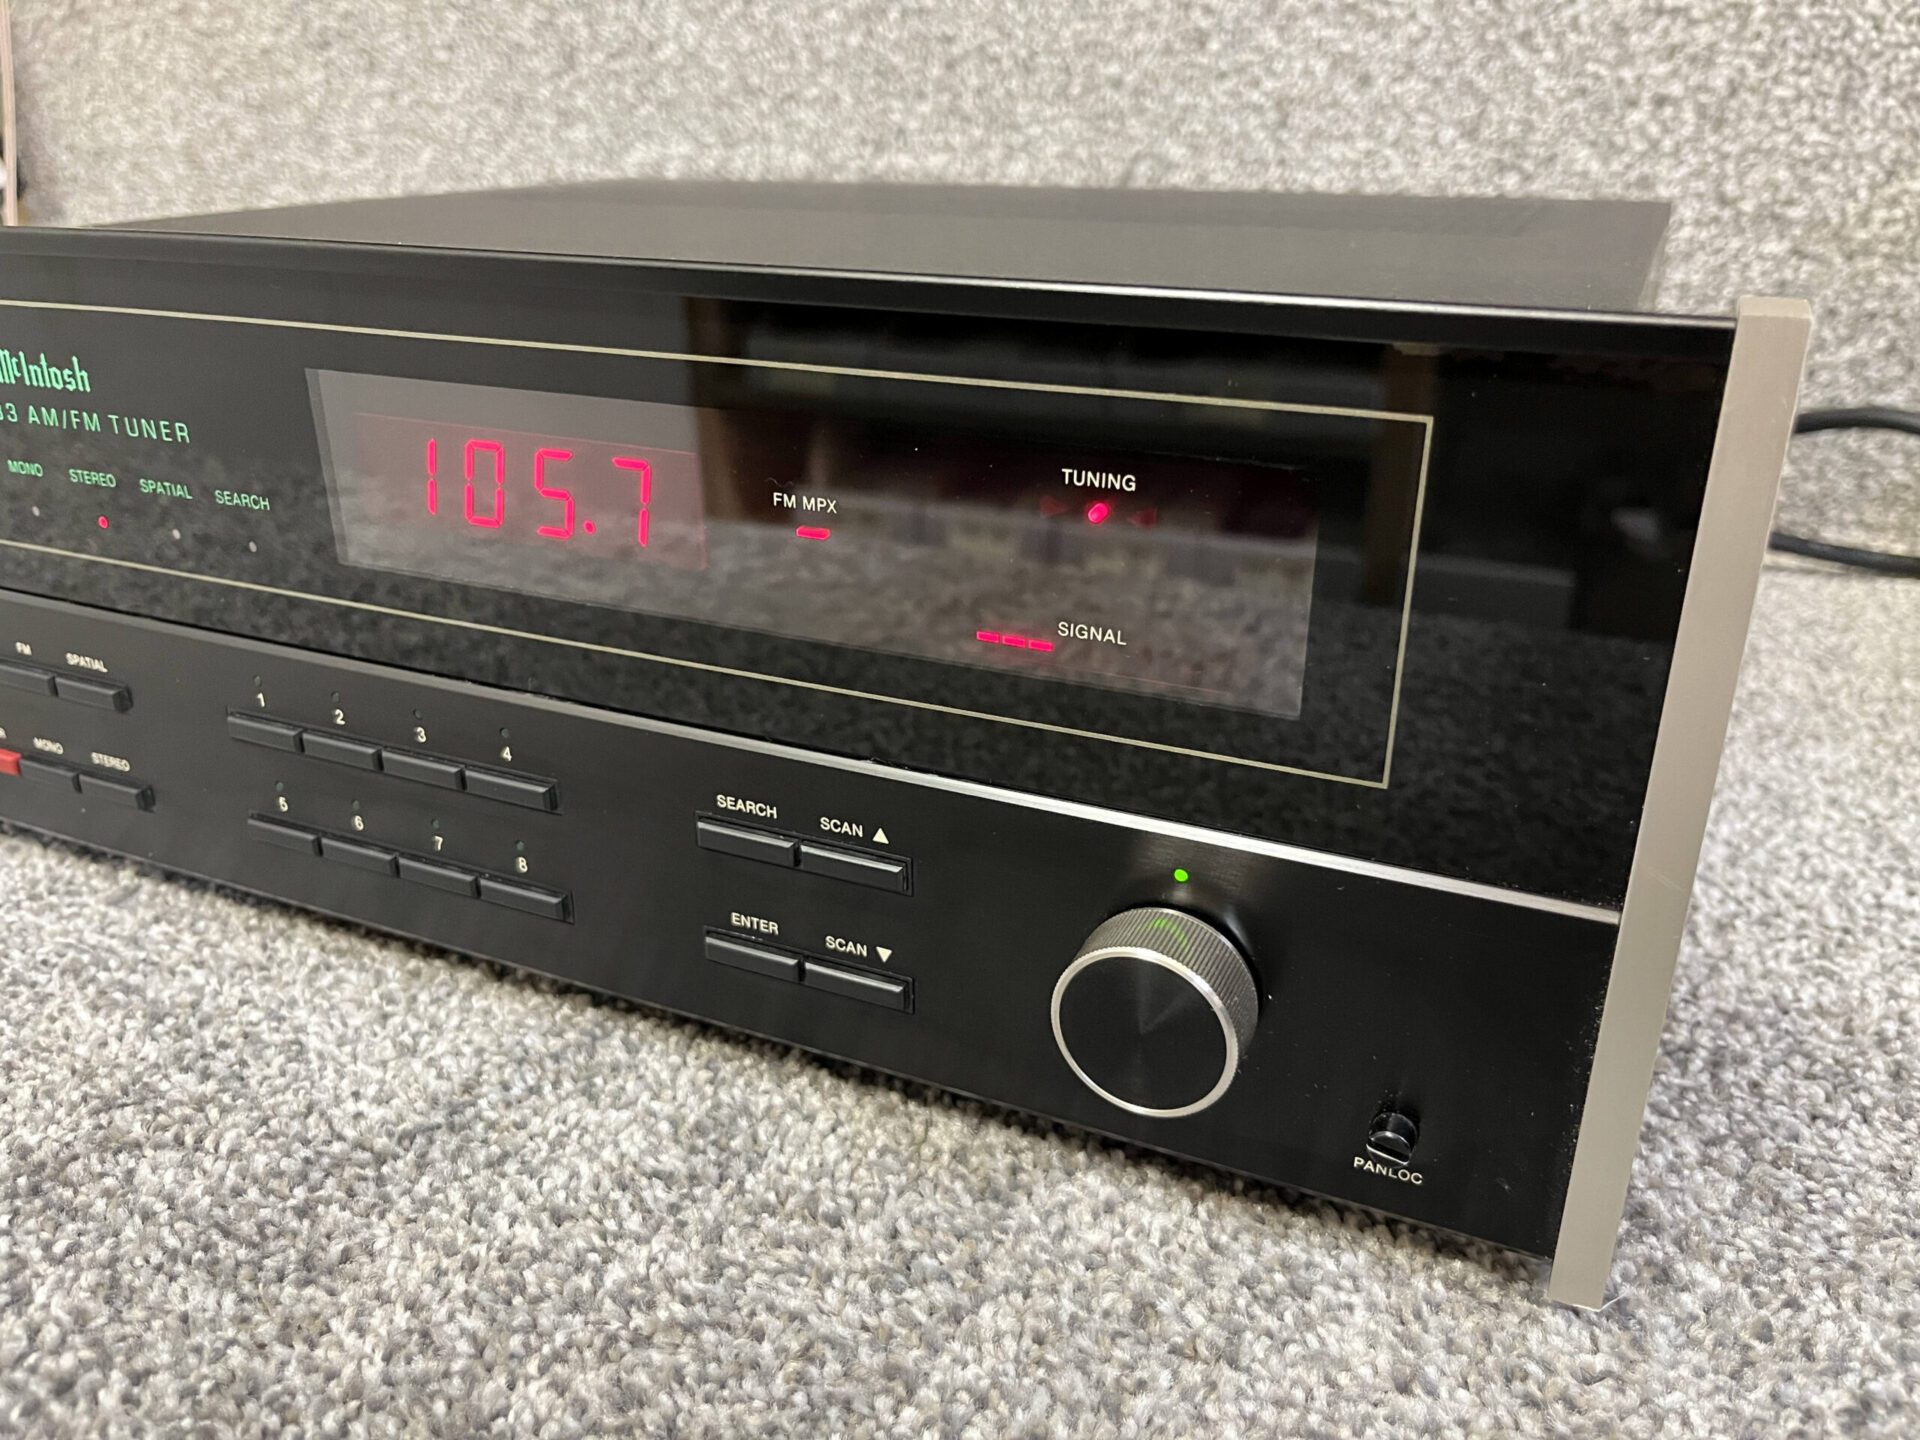 McIntosh
AM/FM TUNER
MONO STEREO SPATIAL SEARCH
105.7
FM MPX
TUNING
SIGNAL
FM SPATIAL
MONO STEREO
1 2 3 4
5 6 7 8
SEARCH SCAN ▲
ENTER SCAN ▼
PANLOC